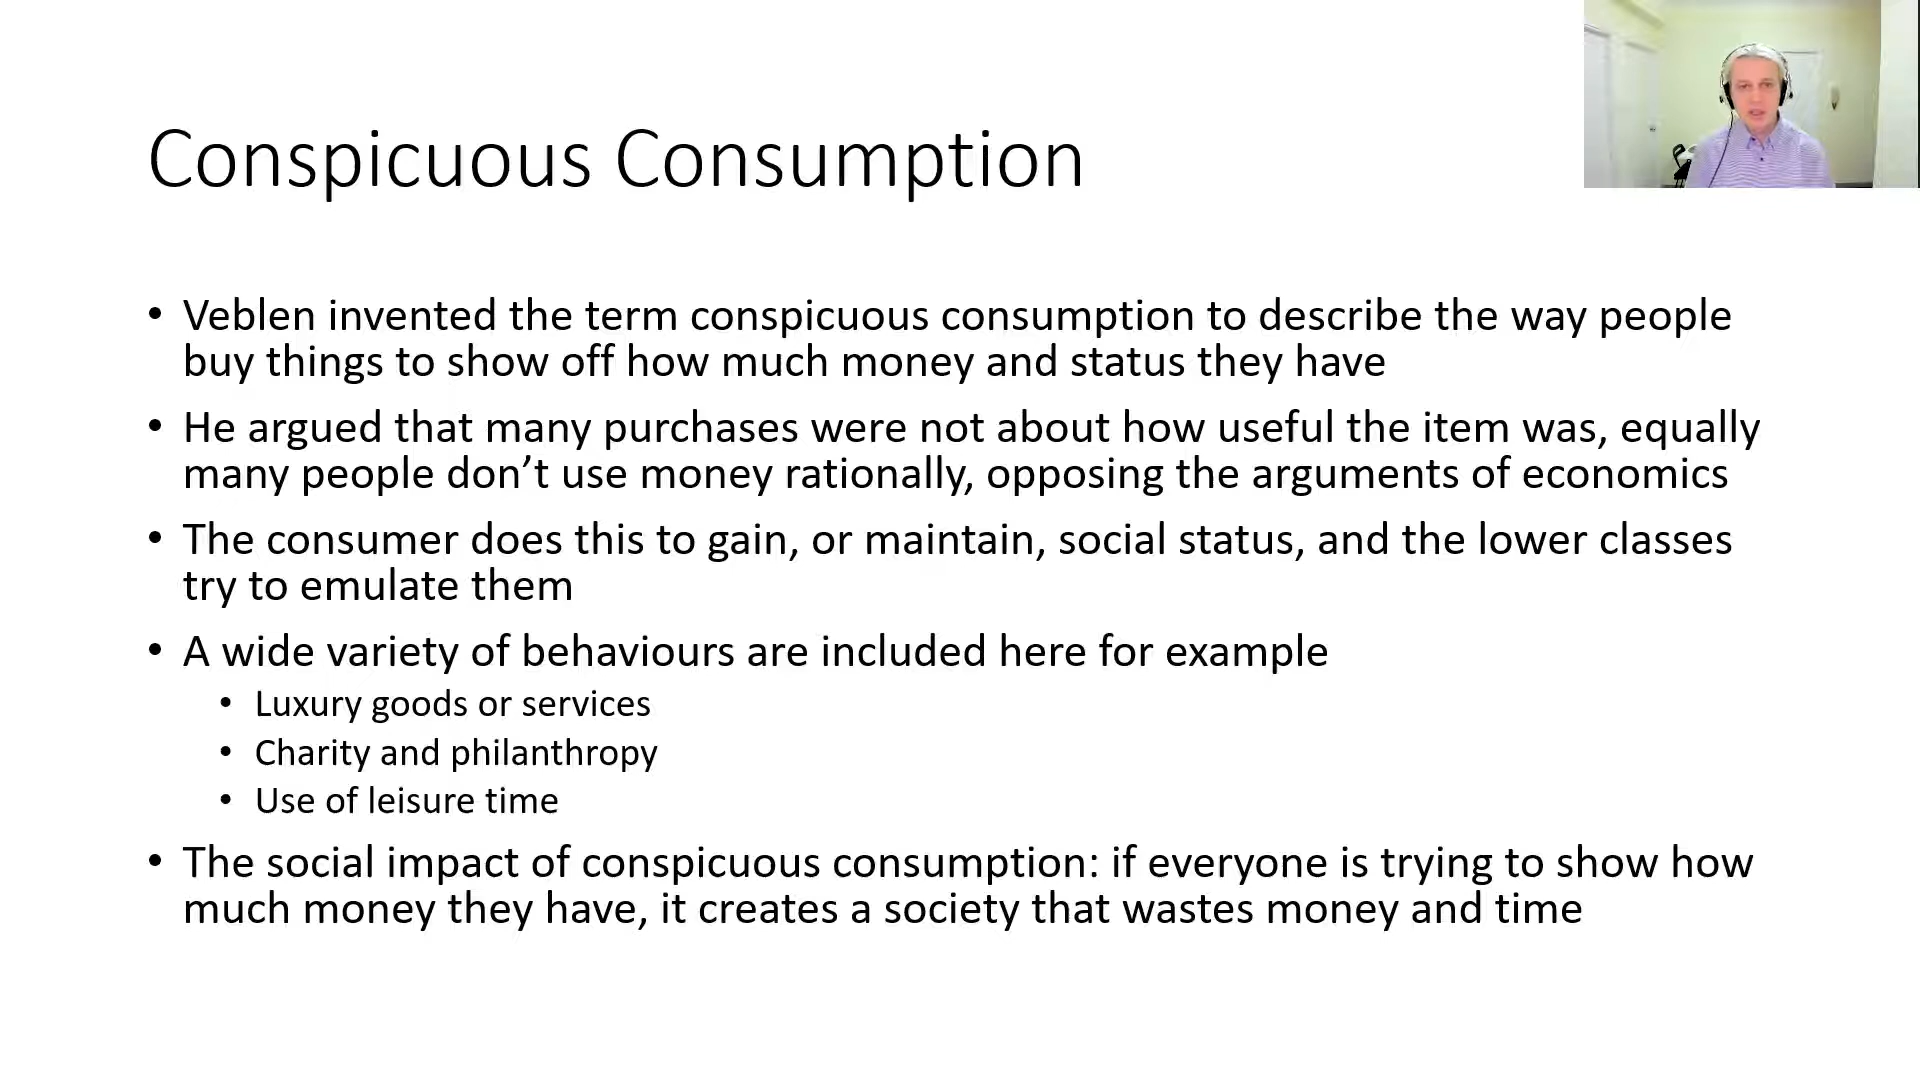 Conspicuous Consumption
• Veblen invented the term conspicuous consumption to describe the way people
buy things to show off how much money and status they have
• He argued that many purchases were not about how useful the item was, equally
many people don’t use money rationally, opposing the arguments of economics
• The consumer does this to gain, or maintain, social status, and the lower classes
try to emulate them
• A wide variety of behaviours are included here for example
• Luxury goods or services
• Charity and philanthropy
• Use of leisure time
• The social impact of conspicuous consumption: if everyone is trying to show how
much money they have, it creates a society that wastes money and time